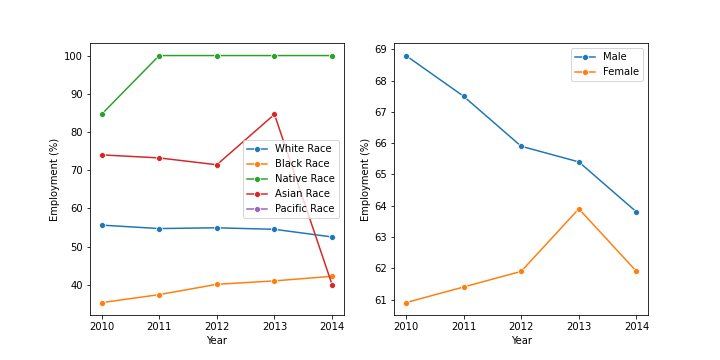 100
90
80
70
60
50
40
Employment (%)
2010 2011 2012 2013 2014
Year
White Race
Black Race
Native Race
Asian Race
Pacific Race
69
68
67
66
65
64
63
62
61
Employment (%)
2010 2011 2012 2013 2014
Year
Male
Female